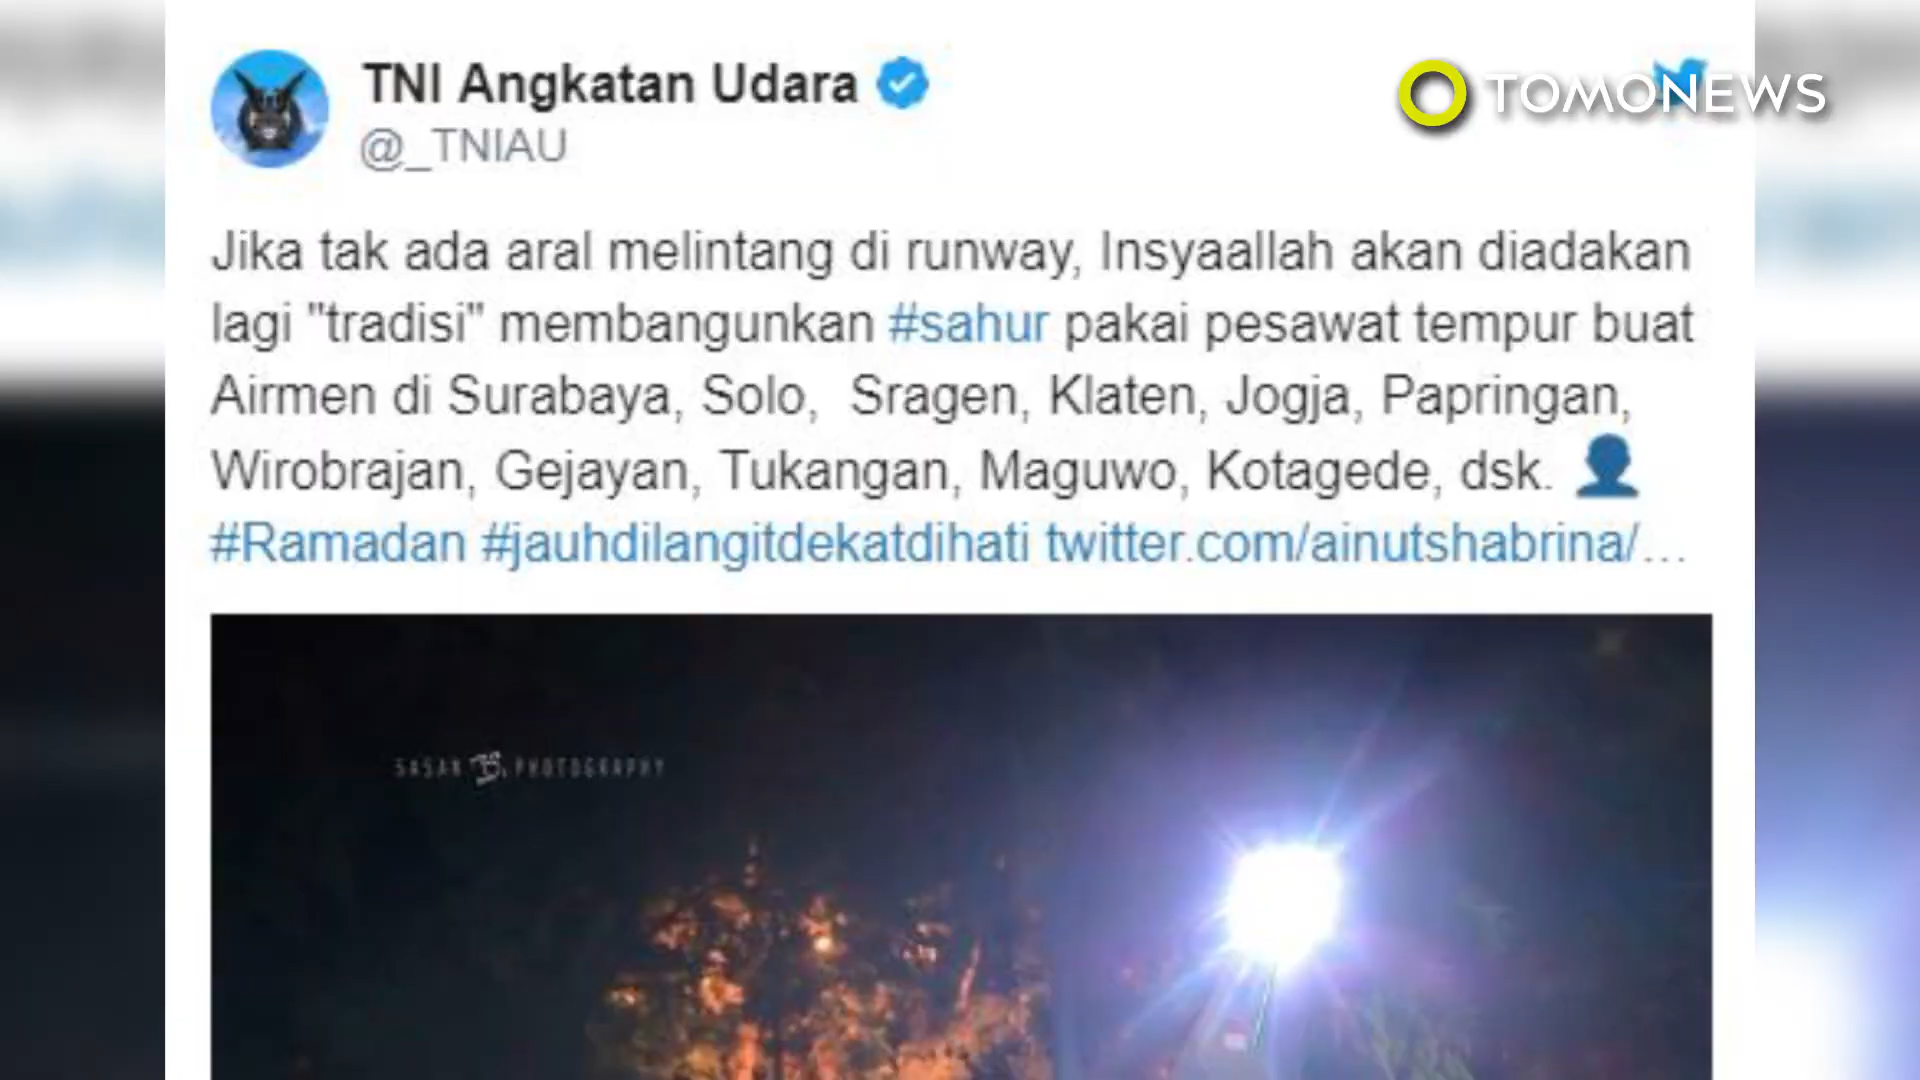 TNI Angkatan Udara
@_TNIAU
TOMONEWS
Jika tak ada aral melintang di runway, Insyaallah akan diadakan
lagi "tradisi" membangunkan #sahur pakai pesawat tempur buat
Airmen di Surabaya, Solo, Sragen, Klaten, Jogja, Papringan,
Wirobrajan, Gejayan, Tukangan, Maguwo, Kotagede, dsk. 👤
#Ramadan #jauhdilangitdekatdihati twitter.com/ainutshabrina/…
SASAN B. PHOTOGRAPHY